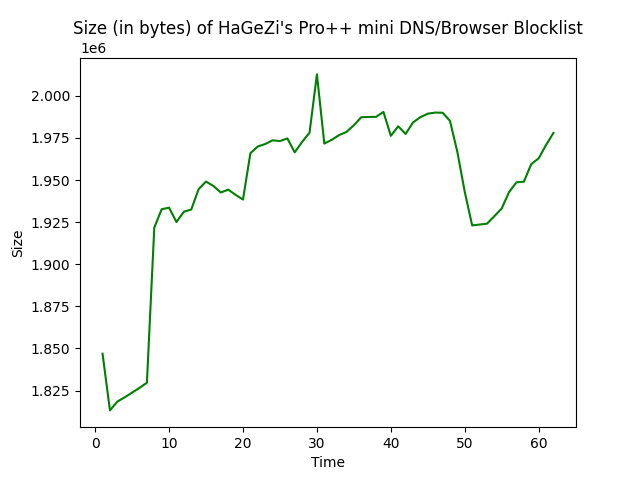 Size (in bytes) of HaGeZi's Pro++ mini DNS/Browser Blocklist
1e6
2.000
1.975
1.950
1.925
1.900
1.875
1.850
1.825
Size
0 10 20 30 40 50 60
Time